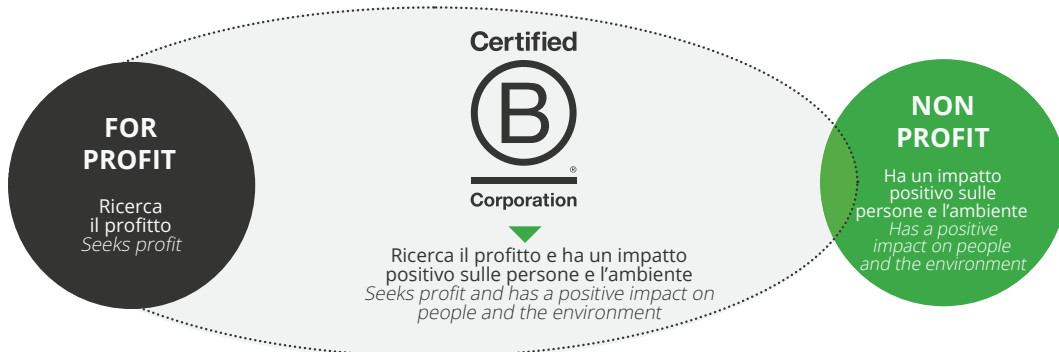 FOR
PROFIT
Ricerca
il profitto
Seeks profit
Certified
B
®
Corporation
Ricerca il profitto e ha un impatto
positivo sulle persone e l’ambiente
Seeks profit and has a positive impact on
people and the environment
NON
PROFIT
Ha un impatto
positivo sulle
persone e l’ambiente
Has a positive
impact on people
and the environment